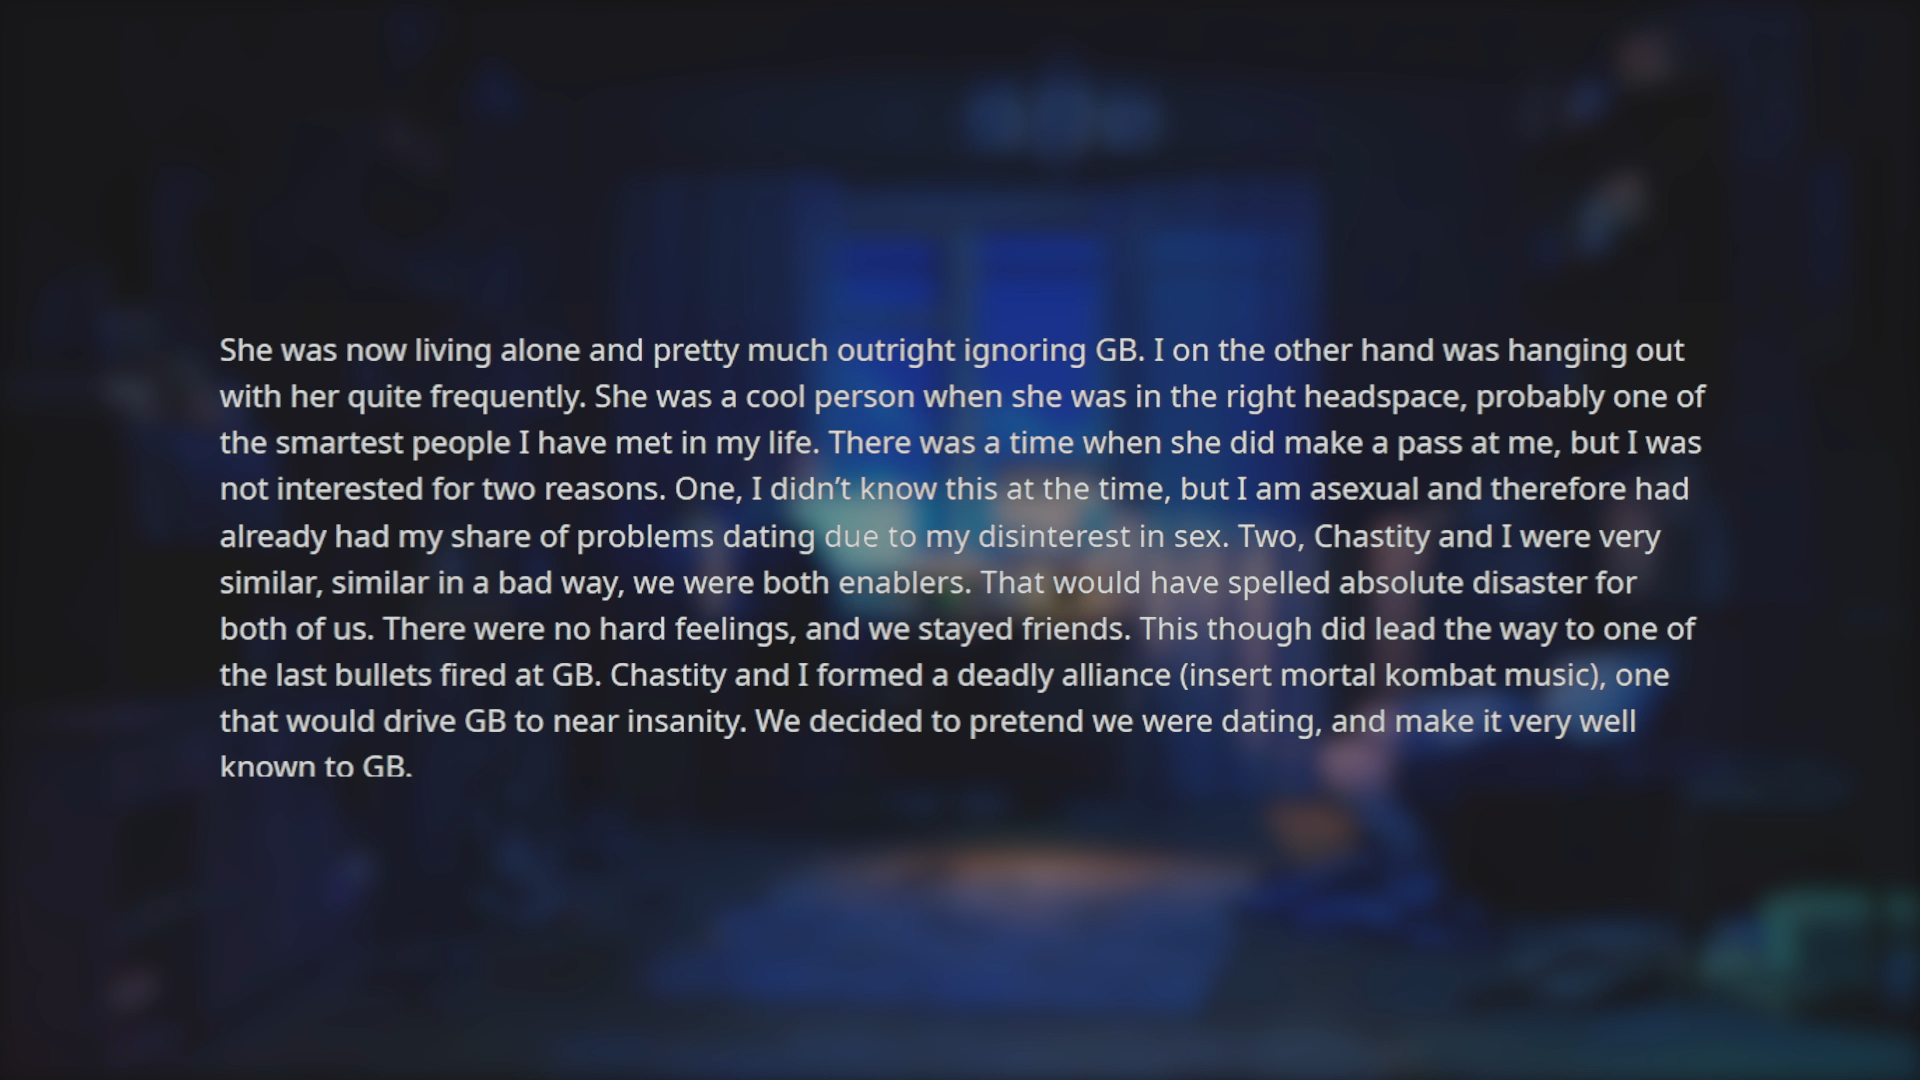 She was now living alone and pretty much outright ignoring GB. I on the other hand was hanging out
with her quite frequently. She was a cool person when she was in the right headspace, probably one of
the smartest people I have met in my life. There was a time when she did make a pass at me, but I was
not interested for two reasons. One, I didn’t know this at the time, but I am asexual and therefore had
already had my share of problems dating due to my disinterest in sex. Two, Chastity and I were very
similar, similar in a bad way, we were both enablers. That would have spelled absolute disaster for
both of us. There were no hard feelings, and we stayed friends. This though did lead the way to one of
the last bullets fired at GB. Chastity and I formed a deadly alliance (insert mortal kombat music), one
that would drive GB to near insanity. We decided to pretend we were dating, and make it very well
known to GB.